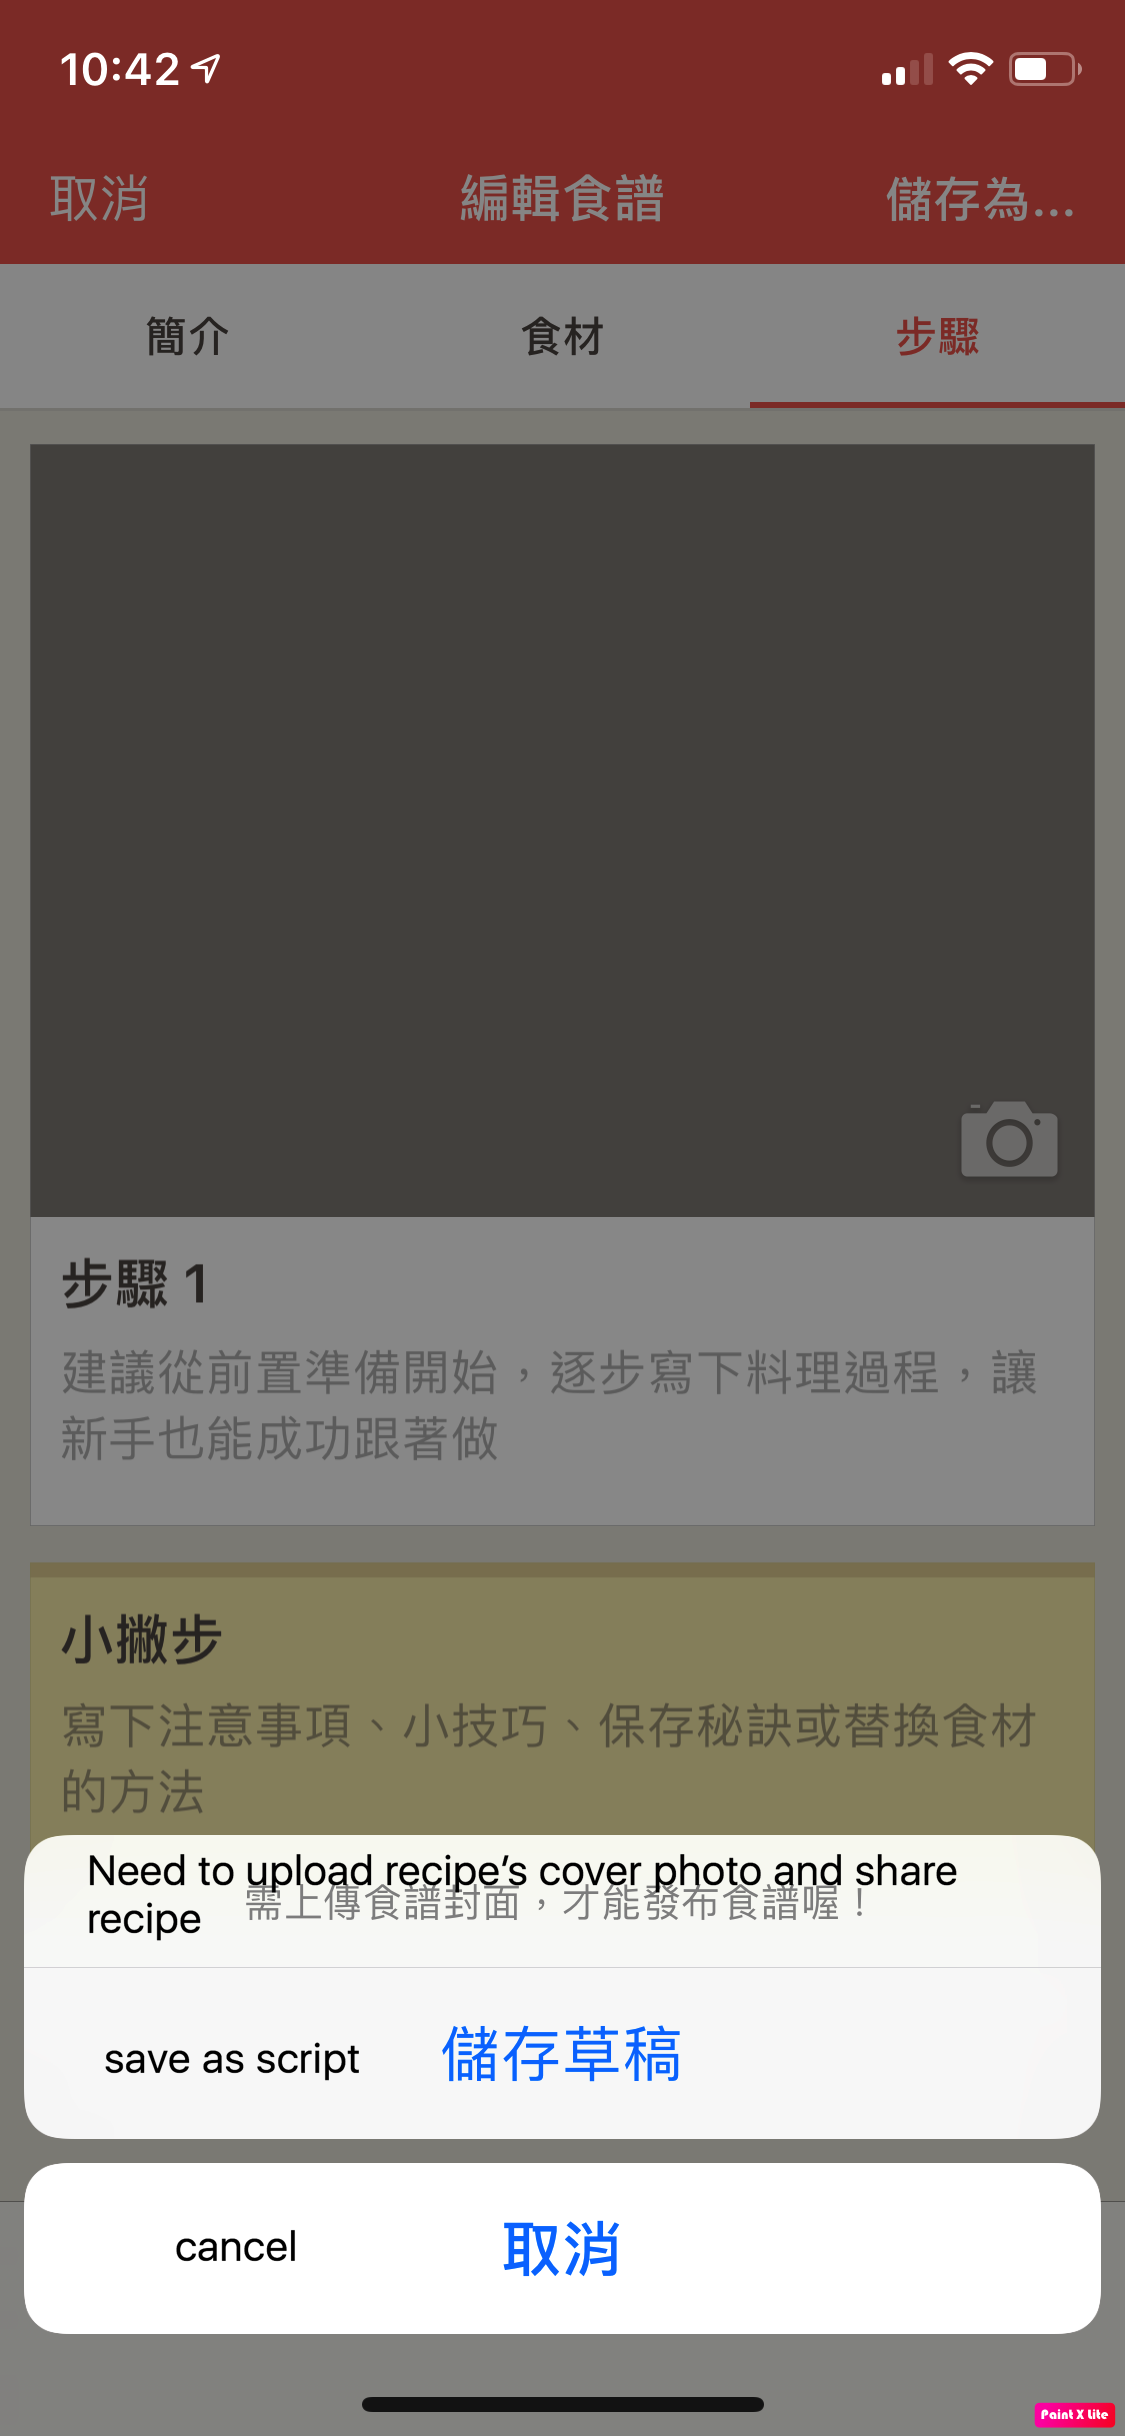 10:42
取消
編輯食譜
儲存為...
簡介
食材
步驟
步驟 1
建議從前置準備開始，逐步寫下料理過程，讓
新手也能成功跟著做
小撇步
寫下注意事項、小技巧、保存秘訣或替換食材
的方法
Need to upload recipe's cover photo and share
recipe
需上傳食譜封面，才能發布食譜喔！
save as script
儲存草稿
cancel
取消
Paint X Lite